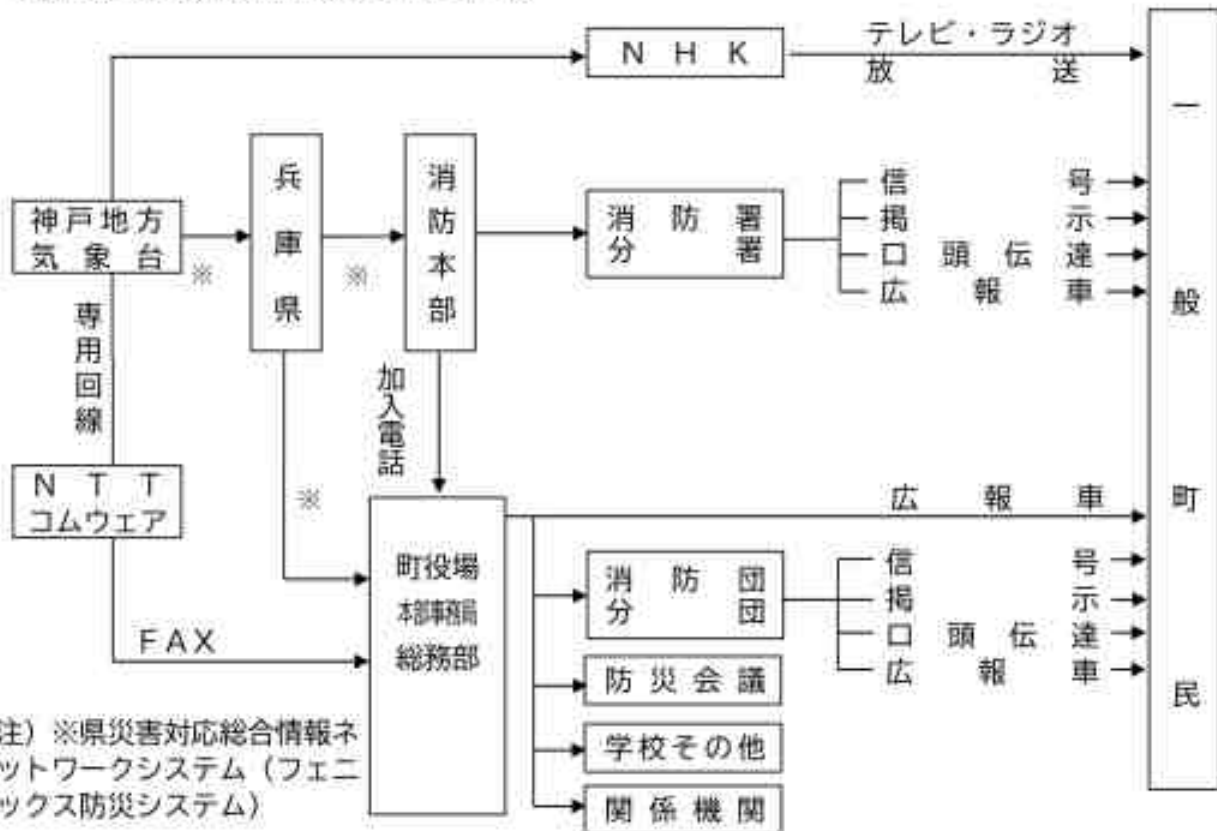 NHK
テレビ・ラジオ
放送
一般町民
兵庫県
消防本部
神戸地方
気象台
※
※
消防署
分署
信号
掲示
口頭伝達
広報車
専用回線
加入電話
NTT
コムウェア
※
広報車
町役場
本部事務局
総務部
消防団
分団
信号
掲示
口頭伝達
広報車
FAX
防災会議
学校その他
関係機関
注）※県災害対応総合情報ネ
ットワークシステム（フェニ
ックス防災システム）